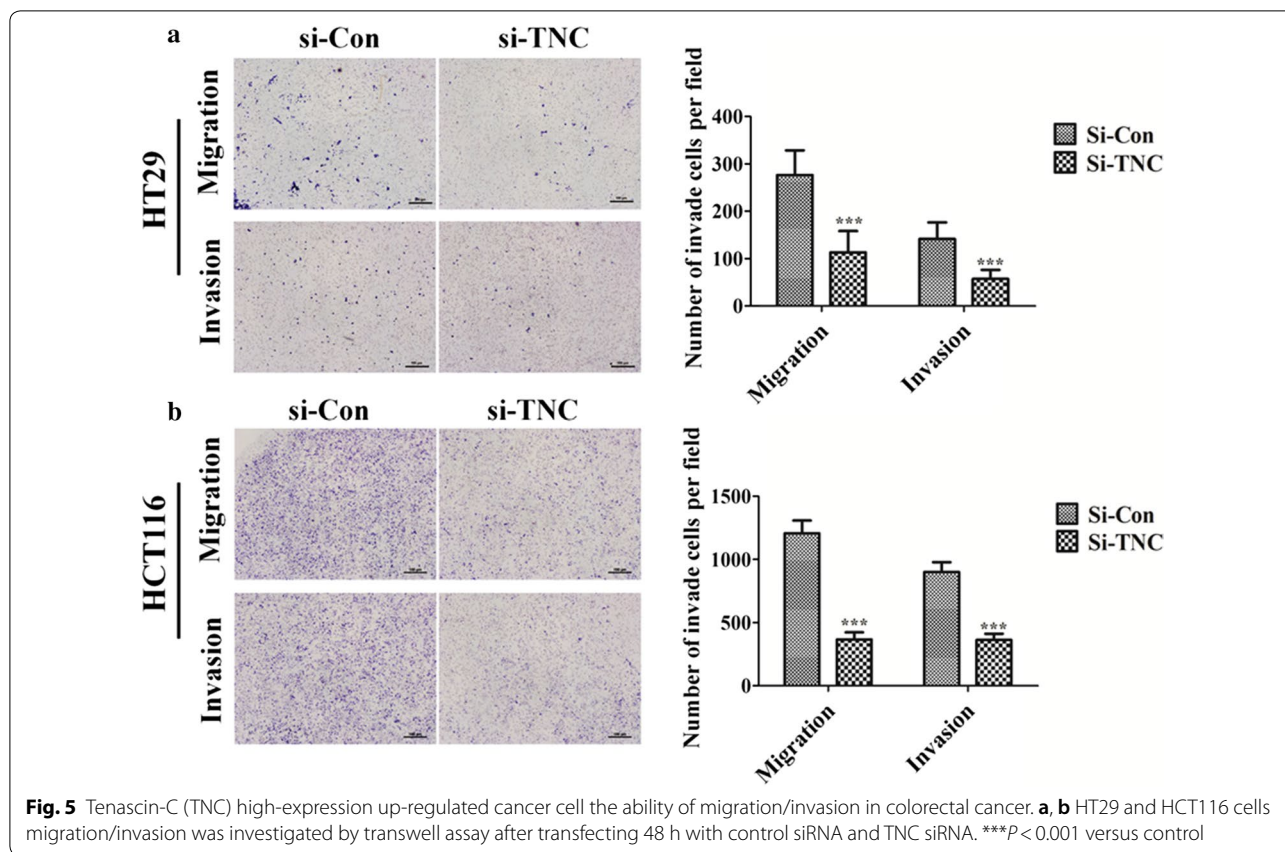 a
si-Con
si-TNC
HT29
Migration
Invasion
Number of invade cells per field
400
300
200
100
0
***
***
Migration
Invasion
Si-Con
Si-TNC
b
si-Con
si-TNC
HCT116
Migration
Invasion
Number of invade cells per field
1500
1000
500
0
***
***
Migration
Invasion
Si-Con
Si-TNC
Fig. 5 Tenascin-C (TNC) high-expression up-regulated cancer cell the ability of migration/invasion in colorectal cancer. a, b HT29 and HCT116 cells
migration/invasion was investigated by transwell assay after transfecting 48 h with control siRNA and TNC siRNA. ***P < 0.001 versus control